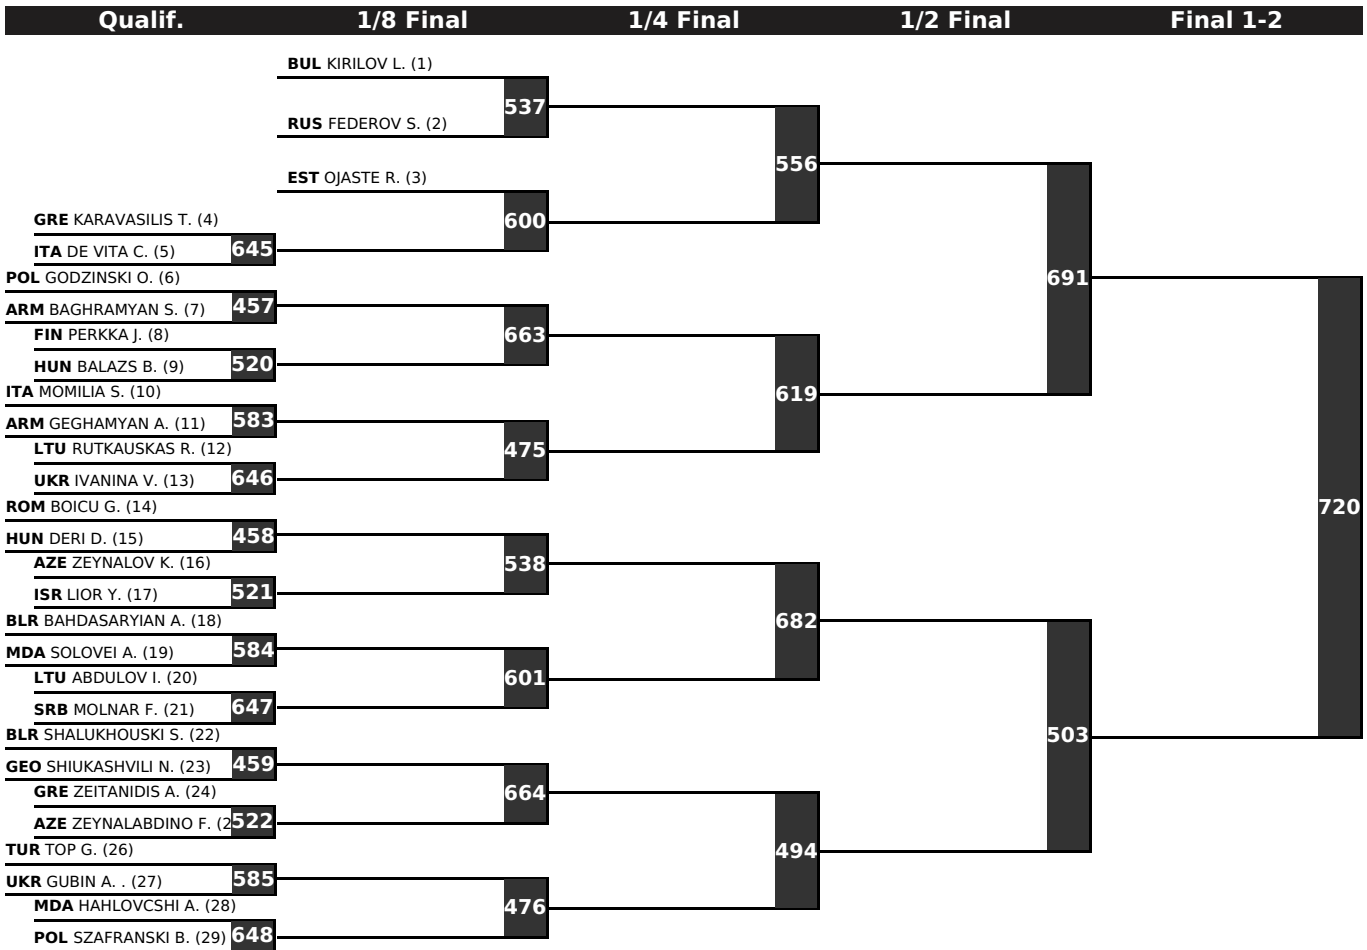 Qualif. 1/8 Final 1/4 Final 1/2 Final Final 1-2
BUL KIRILOV L. (1)
537
RUS FEDEROV S. (2)
556
EST OJASTE R. (3)
600
GRE KARAVASILIS T. (4)
645
ITA DE VITA C. (5)
691
POL GODZINSKI O. (6)
457
ARM BAGHRAMYAN S. (7)
663
FIN PERKKA J. (8)
520
HUN BALAZS B. (9)
619
ITA MOMILIA S. (10)
583
ARM GEGHAMYAN A. (11)
475
LTU RUTKAUSKAS R. (12)
646
UKR IVANINA V. (13)
720
ROM BOICU G. (14)
458
HUN DERI D. (15)
538
AZE ZEYNALOV K. (16)
521
ISR LIOR Y. (17)
682
BLR BAHDASARYIAN A. (18)
584
MDA SOLOVEI A. (19)
601
LTU ABDULOV I. (20)
647
SRB MOLNAR F. (21)
503
BLR SHALUKHOUSKI S. (22)
459
GEO SHIUKASHVILI N. (23)
664
GRE ZEITANIDIS A. (24)
522
AZE ZEYNALABDINO F. (2
494
TUR TOP G. (26)
585
UKR GUBIN A. . (27)
476
MDA HAHLOVCSHI A. (28)
648
POL SZAFRANSKI B. (29)